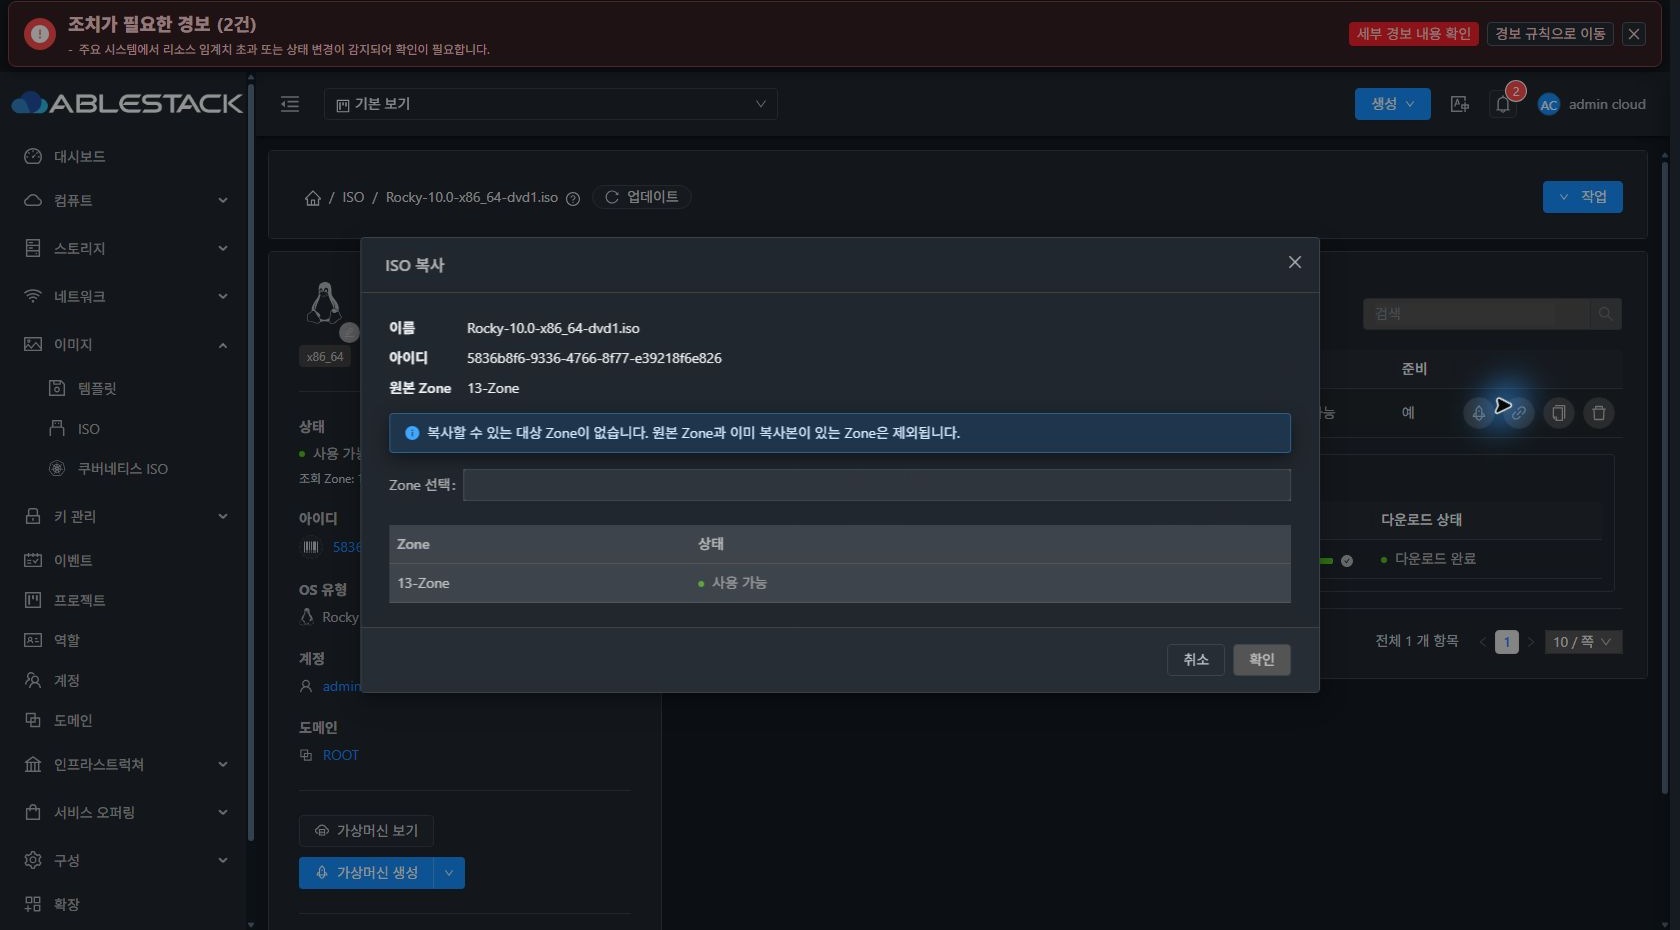 조치가 필요한 경보 (2건)
- 주요 시스템에서 리소스 임계치 초과 또는 상태 변경이 감지되어 확인이 필요합니다.
세부 경보 내용 확인
경보 규칙으로 이동
ABLESTACK
기본 보기
생성
2
AC
admin cloud
대시보드
컴퓨트
스토리지
네트워크
이미지
템플릿
ISO
쿠버네티스 ISO
키 관리
이벤트
프로젝트
역할
계정
도메인
인프라스트럭쳐
서비스 오퍼링
구성
확장
/ ISO / Rocky-10.0-x86_64-dvd1.iso
업데이트
작업
x86_64
상태
사용 가능
조회 Zone:
아이디
5836
OS 유형
Rocky
계정
admin
도메인
ROOT
가상머신 보기
가상머신 생성
ISO 복사
이름 Rocky-10.0-x86_64-dvd1.iso
아이디 5836b8f6-9336-4766-8f77-e39218f6e826
원본 Zone 13-Zone
복사할 수 있는 대상 Zone이 없습니다. 원본 Zone과 이미 복사본이 있는 Zone은 제외됩니다.
Zone 선택:
Zone 상태
13-Zone 사용 가능
취소 확인
검색
준비
능 예
다운로드 상태
다운로드 완료
전체 1 개 항목 < 1 > 10 / 쪽